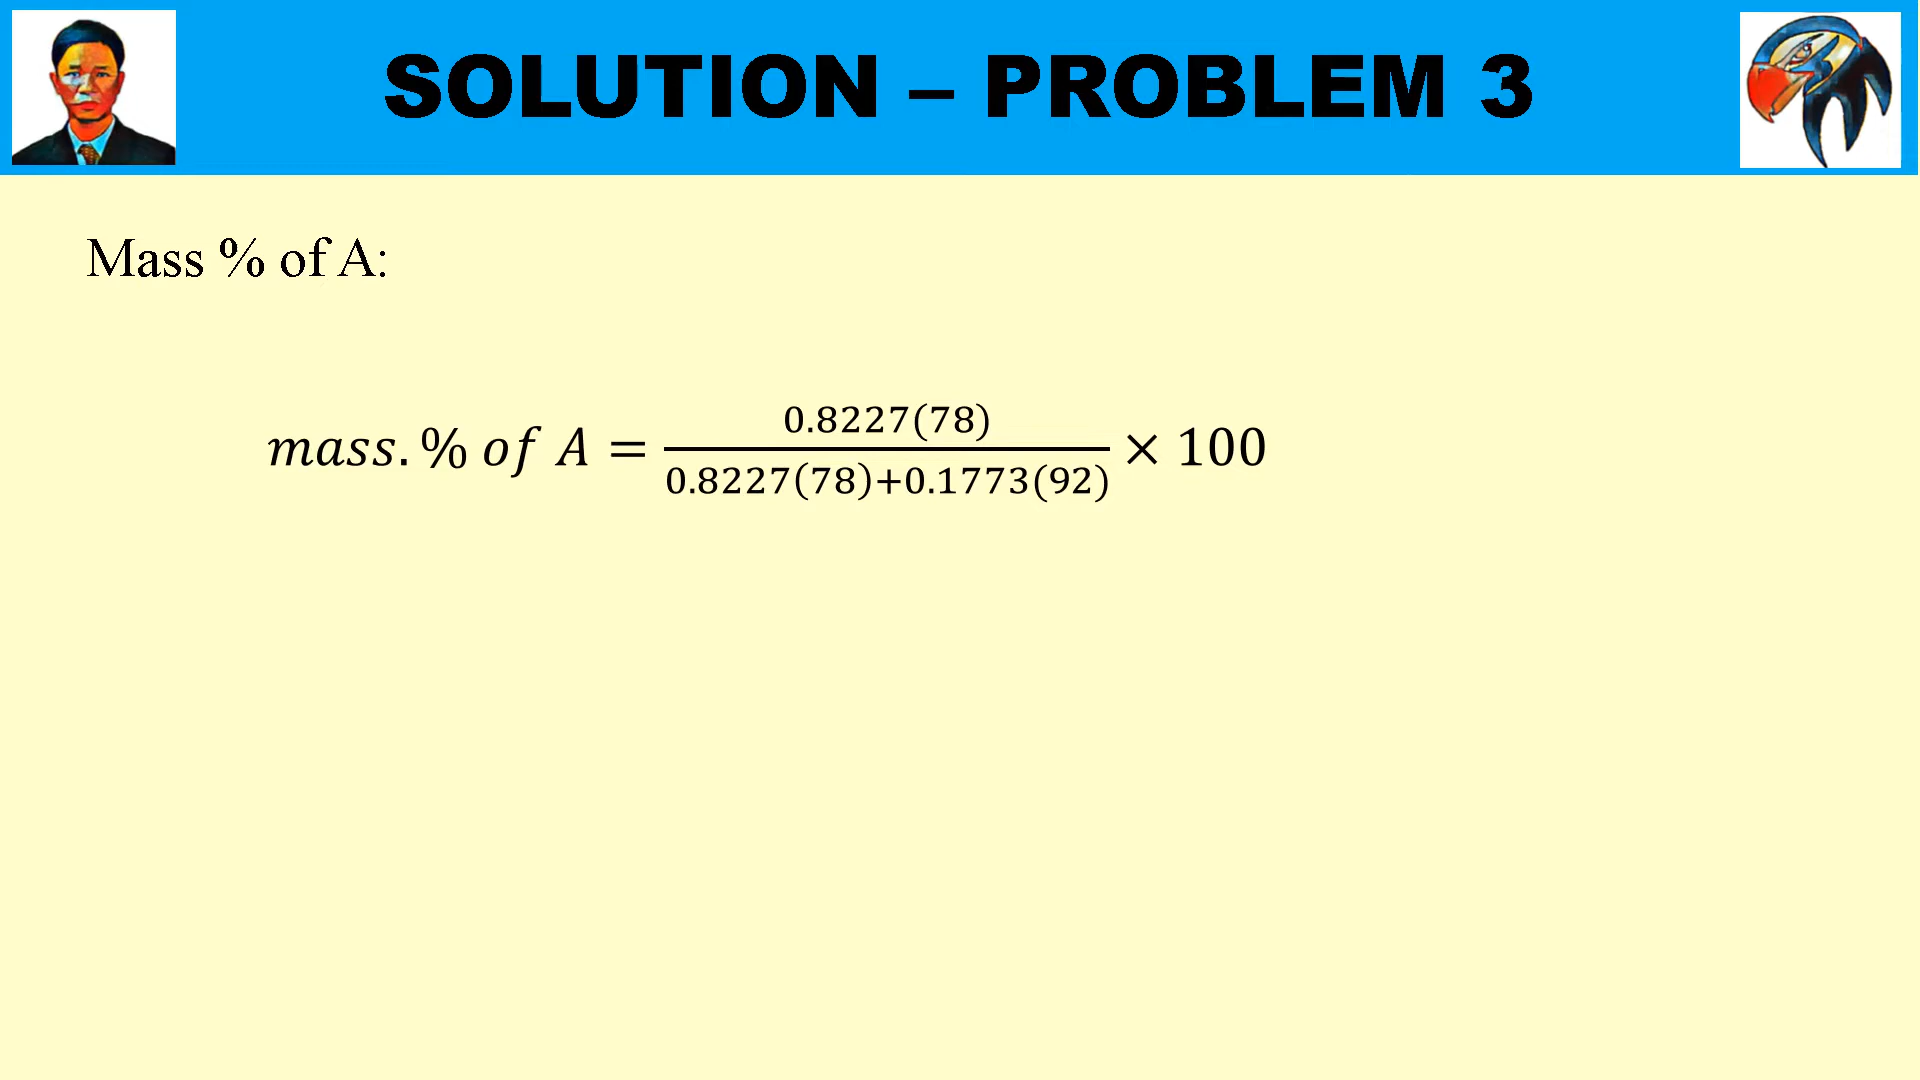 SOLUTION – PROBLEM 3
Mass % of A:
mass. % of A = 0.8227(78) / 0.8227(78)+0.1773(92) × 100